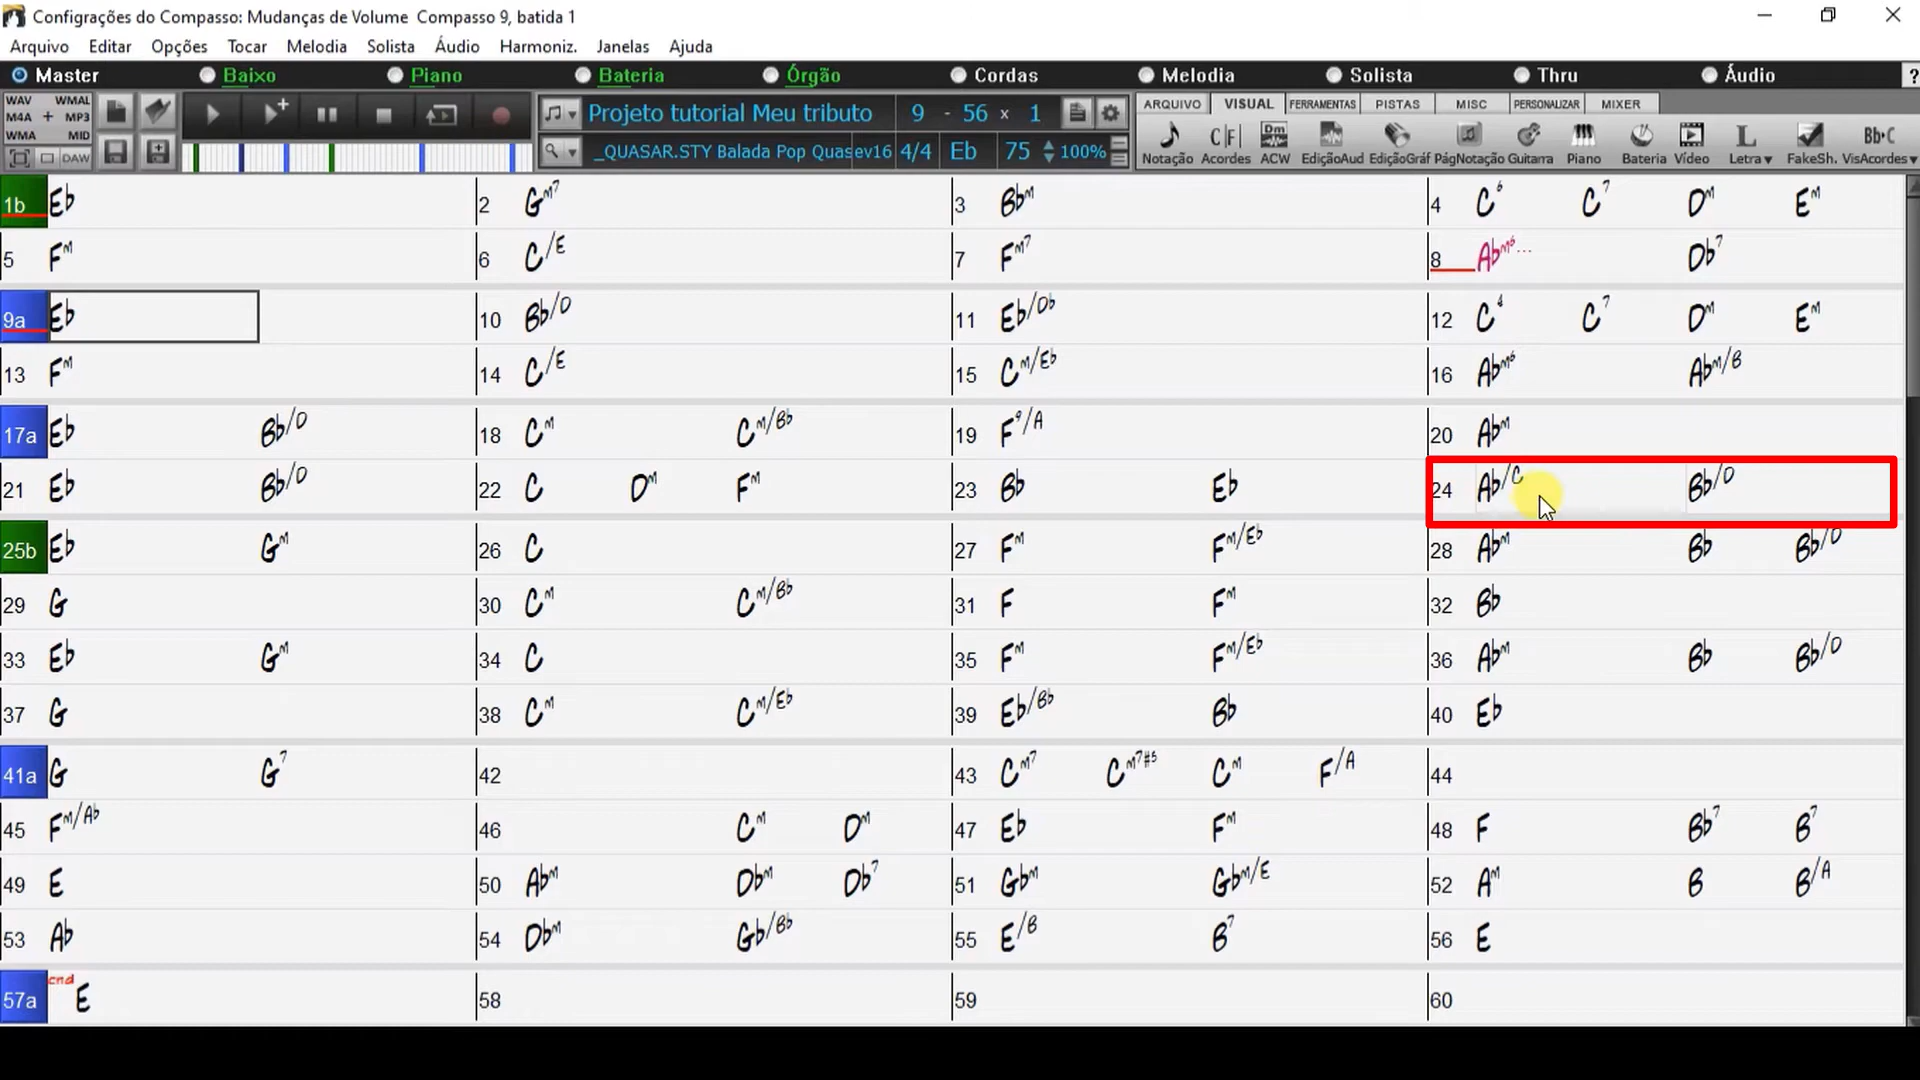 Configrações do Compasso: Mudanças de Volume Compasso 9, batida 1
Arquivo Editar Opções Tocar Melodia Solista Áudio Harmoniz. Janelas Ajuda
Master Baixo Piano Bateria Órgão Cordas Melodia Solista Thru Áudio ?
WAV WMAL
M4A + MP3
WMA MID
DAW
Projeto tutorial Meu tributo 9 - 56 x 1
_QUASAR.STY Balada Pop Quasev16 4/4 Eb 75 100%
ARQUIVO VISUAL FERRAMENTAS PISTAS MISC PERSONALIZAR MIXER
C|F Dm Bb·C
Notação Acordes ACW EdiçãoAud EdiçãoGráf PágNotação Guitarra Piano Bateria Vídeo Letra FakeSh. VisAcordes
1b Eb 2 Gm7 3 Bbm 4 C6 C7 Dm Em
5 Fm 6 C/E 7 Fm7 8 Abm6... Db7
9a Eb 10 Bb/D 11 Eb/Db 12 C4 C7 Dm Em
13 Fm 14 C/E 15 Cm/Eb 16 Abm6 Abm/B
17a Eb Bb/D 18 Cm Cm/Bb 19 F9/A 20 Abm
21 Eb Bb/D 22 C Dm Fm 23 Bb Eb 24 Ab/C Bb/D
25b Eb Gm 26 C 27 Fm Fm/Eb 28 Abm Bb Bb/D
29 G 30 Cm Cm/Bb 31 F Fm 32 Bb
33 Eb Gm 34 C 35 Fm Fm/Eb 36 Abm Bb Bb/D
37 G 38 Cm Cm/Eb 39 Eb/Bb Bb 40 Eb
41a G G7 42 43 Cm7 Cm7#5 Cm F/A 44
45 Fm/Ab 46 Cm Dm 47 Eb Fm 48 F Bb7 B7
49 E 50 Abm Dbm Db7 51 Gbm Gbm/E 52 Am B B/A
53 Ab 54 Dbm Gb/Bb 55 E/B B7 56 E
57a end E 58 59 60